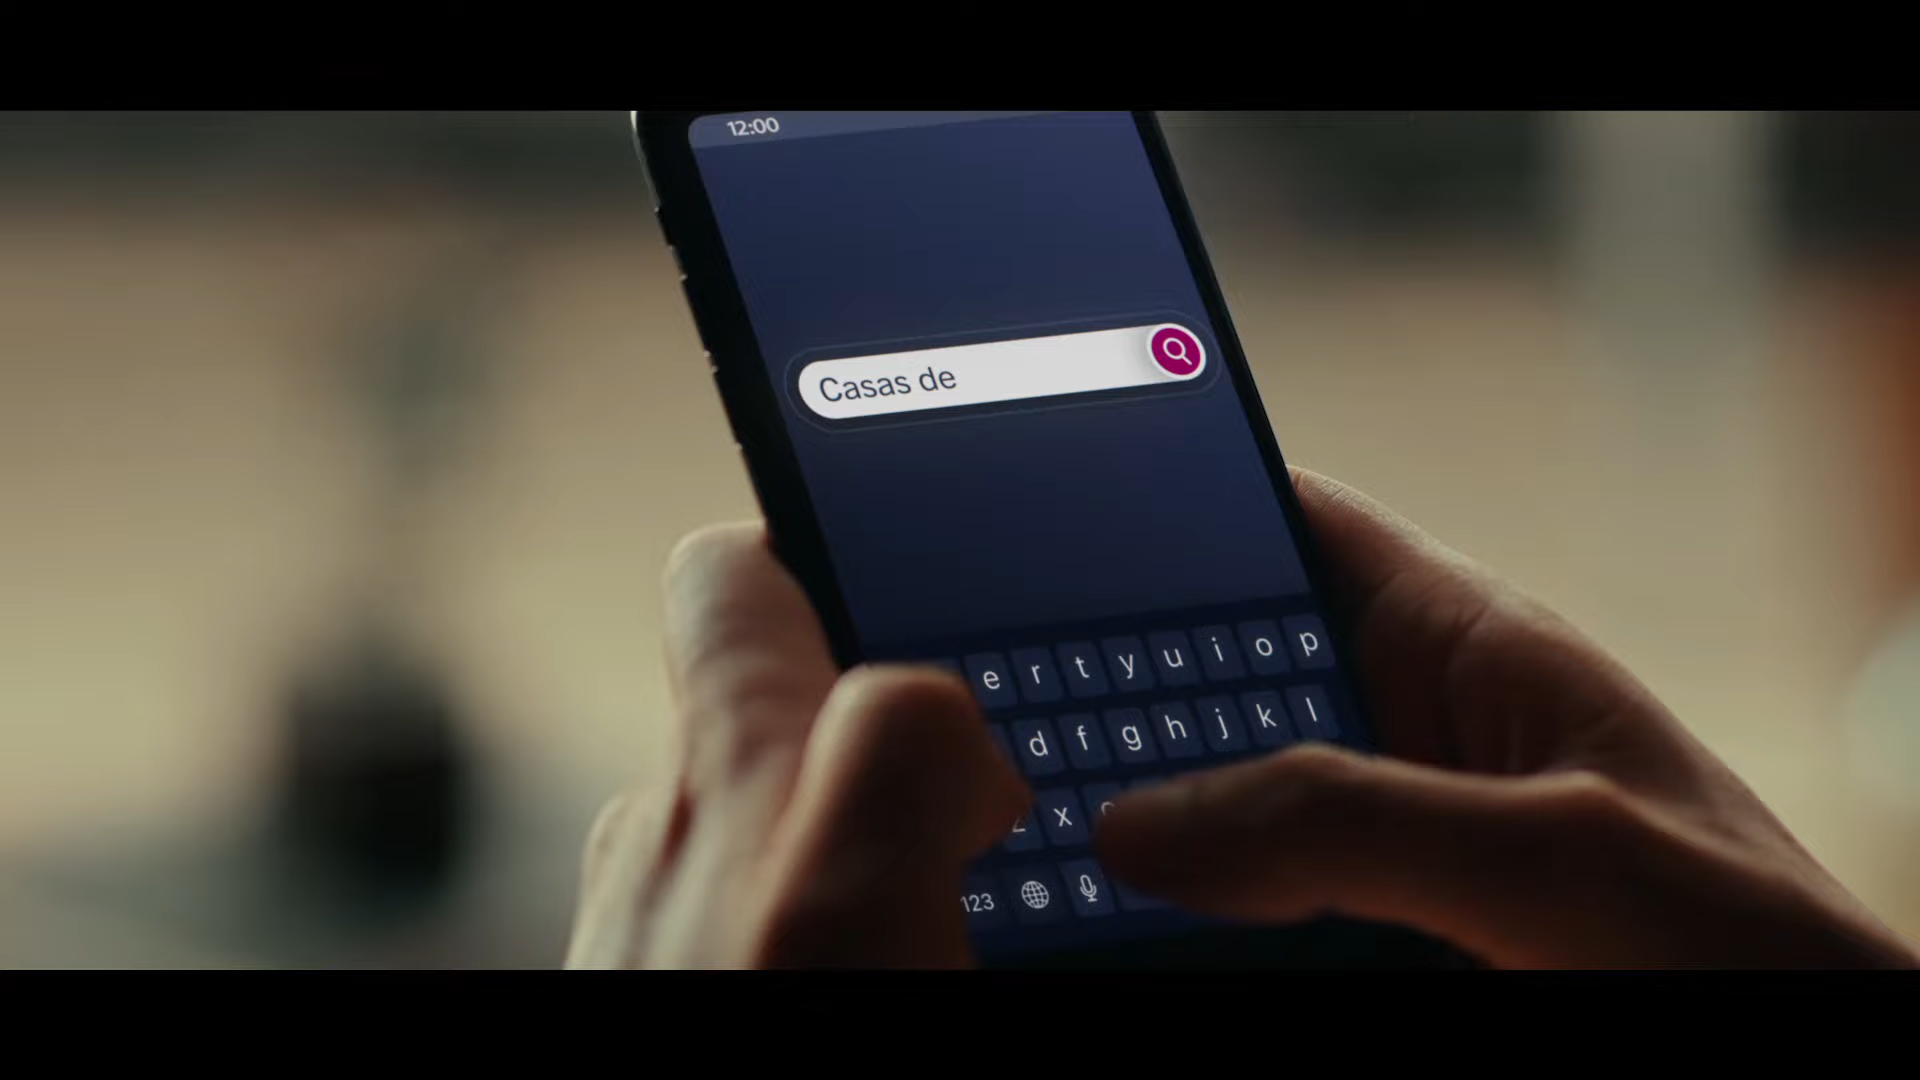 12:00
Casas de
e r t y u i o p
d f g h j k l
z x
123